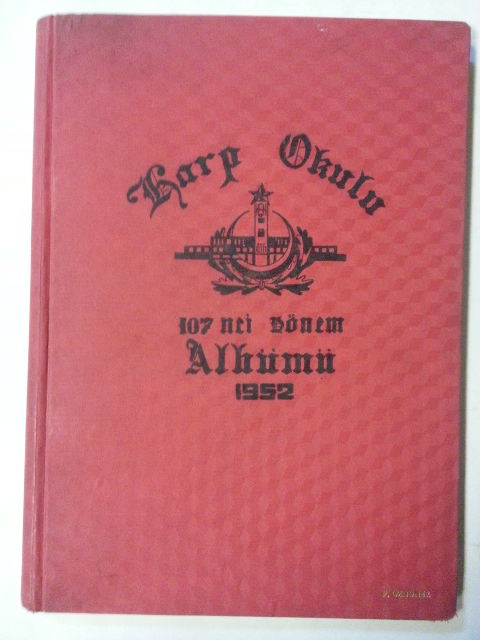 Harp Okulu
107 nci Dönem
Albümü
1952